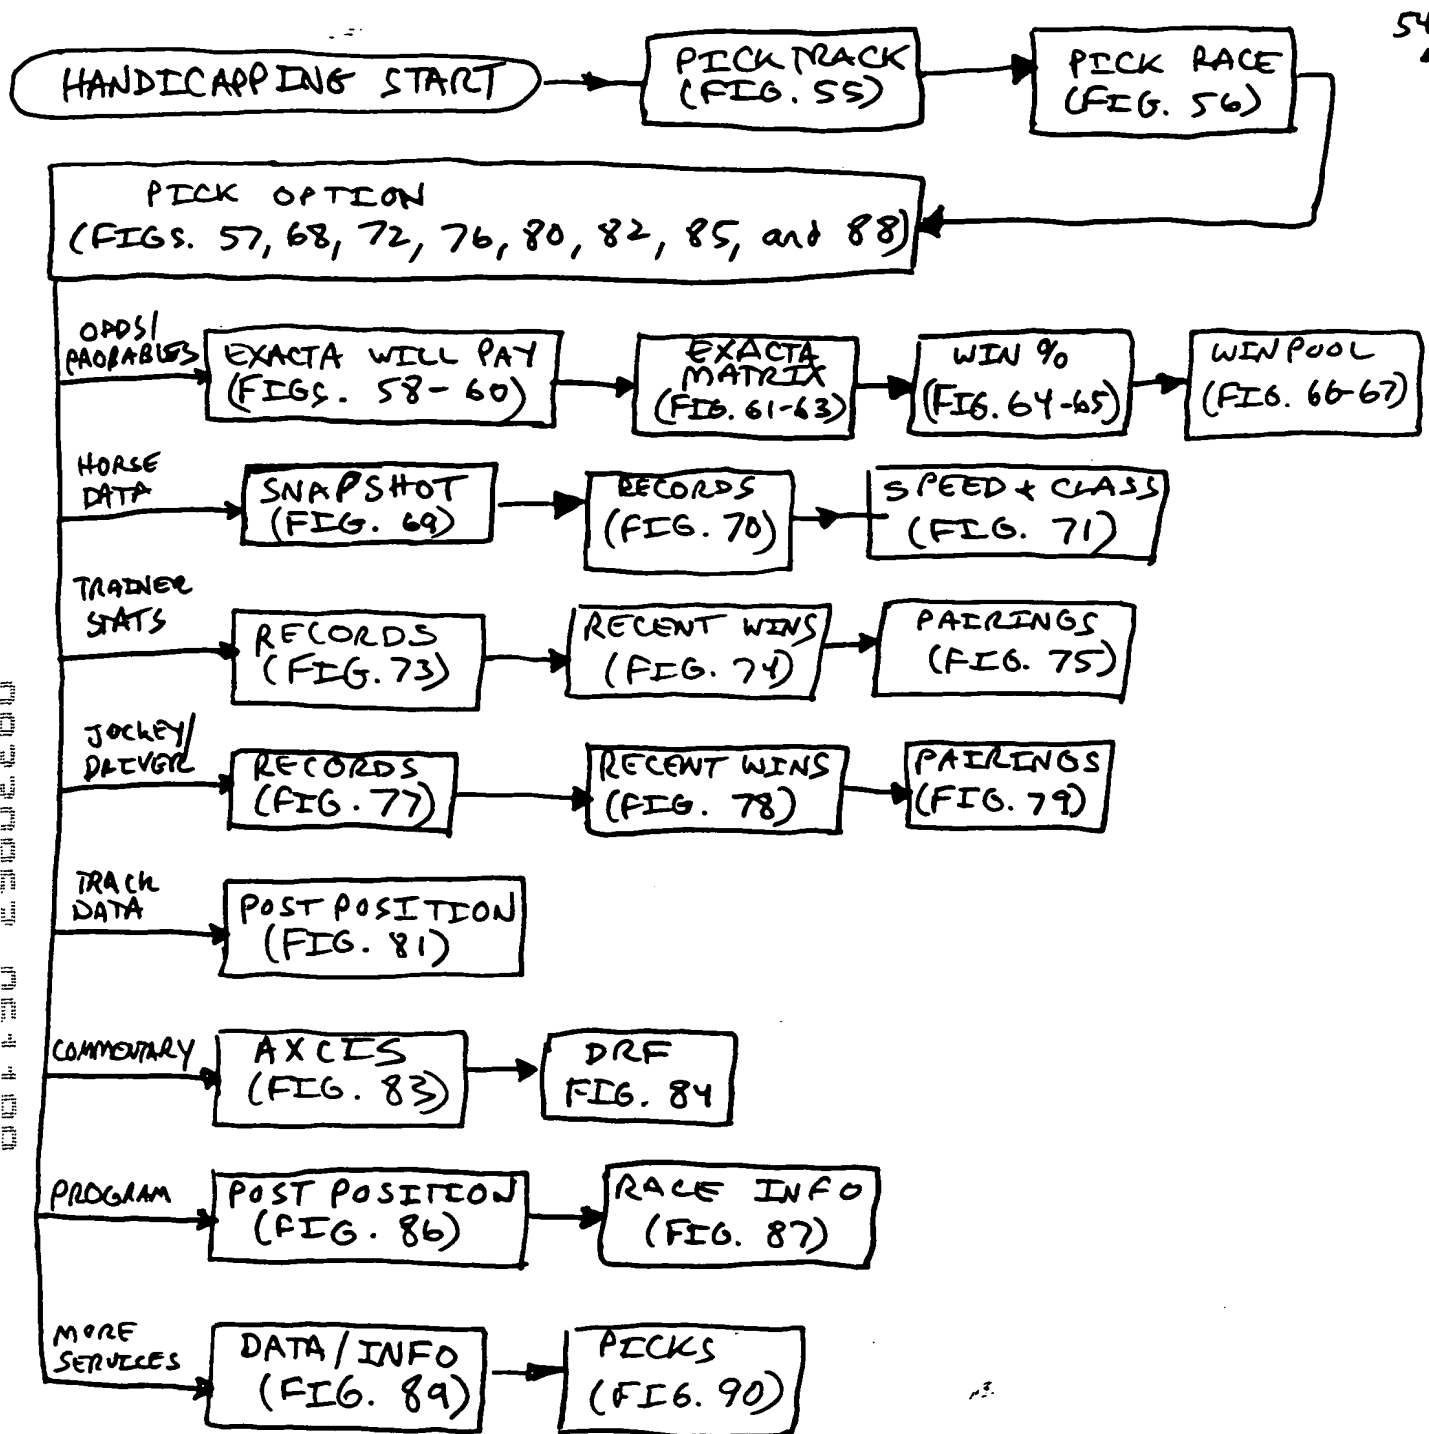 54
HANDICAPPING START
PICK TRACK
(FIG. 55)
PICK RACE
(FIG. 56)
PICK OPTION
(FIGS. 57, 68, 72, 76, 80, 82, 85, and 88)
ODDS/
PROBABLES
EXACTA WILL PAY
(FIGS. 58-60)
EXACTA
MATRIX
(FIG. 61-63)
WIN %
(FIG. 64-65)
WIN POOL
(FIG. 66-67)
HORSE
DATA
SNAPSHOT
(FIG. 69)
RECORDS
(FIG. 70)
SPEED + CLASS
(FIG. 71)
TRAINER
STATS
RECORDS
(FIG. 73)
RECENT WINS
(FIG. 74)
PAIRINGS
(FIG. 75)
JOCKEY/
DRIVER
RECORDS
(FIG. 77)
RECENT WINS
(FIG. 78)
PAIRINGS
(FIG. 79)
TRACK
DATA
POST POSITION
(FIG. 81)
COMMENTARY
AXCIS
(FIG. 83)
DRF
FIG. 84
PROGRAM
POST POSITION
(FIG. 86)
RACE INFO
(FIG. 87)
MORE
SERVICES
DATA/INFO
(FIG. 89)
PICKS
(FIG. 90)